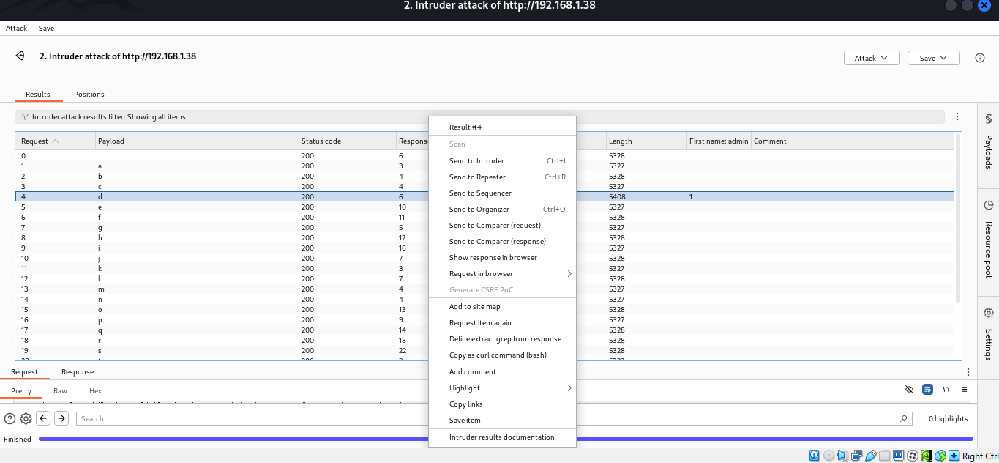 2. Intruder attack of http://192.168.1.38
Attack Save
2. Intruder attack of http://192.168.1.38
Attack Save
Results Positions
Intruder attack results filter: Showing all items
Request Payload Status code Respons Length First name: admin Comment
0 200 6 5328
1 a 200 3 5327
2 b 200 4 5328
3 c 200 4 5327
4 d 200 6 5408 1
5 e 200 10 5327
6 f 200 11 5328
7 g 200 5 5327
8 h 200 12 5328
9 i 200 16 5327
10 j 200 7 5328
11 k 200 3 5327
12 l 200 7 5328
13 m 200 4 5327
14 n 200 4 5328
15 o 200 13 5328
16 p 200 9 5327
17 q 200 14 5328
18 r 200 18 5328
19 s 200 22 5328
Result #4
Scan
Send to Intruder Ctrl+I
Send to Repeater Ctrl+R
Send to Sequencer
Send to Organizer Ctrl+O
Send to Comparer (request)
Send to Comparer (response)
Show response in browser
Request in browser
Generate CSRF PoC
Add to site map
Request item again
Define extract grep from response
Copy as curl command (bash)
Add comment
Highlight
Copy links
Save item
Intruder results documentation
Payloads
Resource pool
Settings
Request Response
Pretty Raw Hex
\n
Search
0 highlights
Finished
Right Ctrl